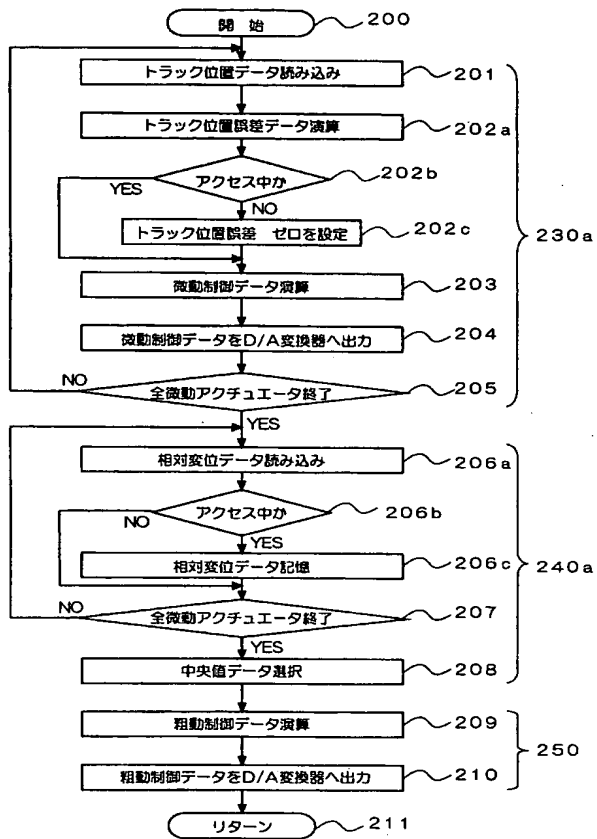 開 始 200
トラック位置データ読み込み 201
トラック位置誤差データ演算 202a
アクセス中か 202b
YES
NO
トラック位置誤差 ゼロを設定 202c
230a
微動制御データ演算 203
微動制御データをD/A変換器へ出力 204
NO
全微動アクチュエータ終了 205
YES
相対変位データ読み込み 206a
アクセス中か 206b
NO
YES
相対変位データ記憶 206c
240a
NO
全微動アクチュエータ終了 207
YES
中央値データ選択 208
粗動制御データ演算 209
250
粗動制御データをD/A変換器へ出力 210
リターン 211